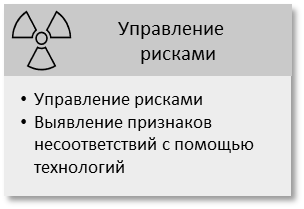 Управление
рисками
• Управление рисками
• Выявление признаков
несоответствий с помощью
технологий